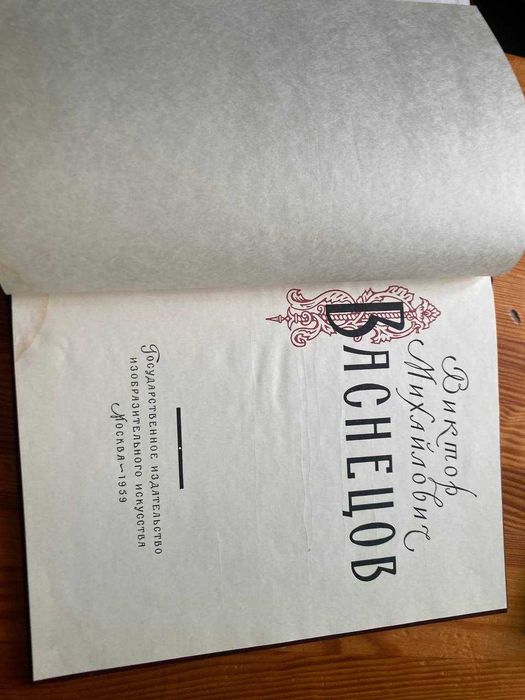 Виктор
Михайлович
ВАСНЕЦОВ
ГОСУДАРСТВЕННОЕ ИЗДАТЕЛЬСТВО
ИЗОБРАЗИТЕЛЬНОГО ИСКУССТВА
МОСКВА—1959